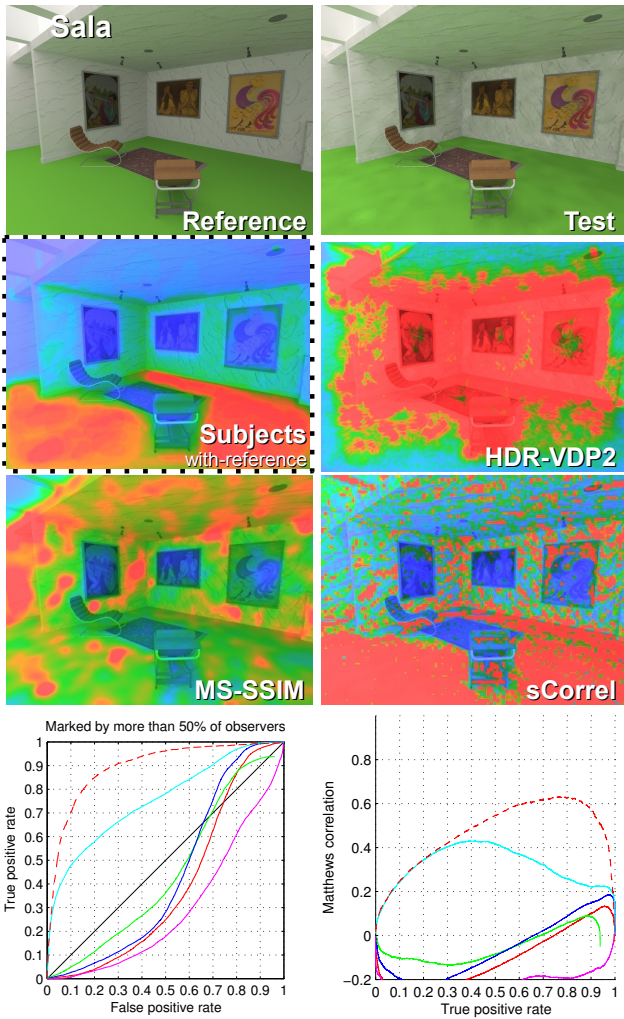 Sala
Reference
Test
Subjects
with-reference
HDR-VDP2
MS-SSIM
sCorrel
Marked by more than 50% of observers
True positive rate
1
0.9
0.8
0.7
0.6
0.5
0.4
0.3
0.2
0.1
0
0 0.1 0.2 0.3 0.4 0.5 0.6 0.7 0.8 0.9 1
False positive rate
Matthews correlation
0.8
0.6
0.4
0.2
0
−0.2
0 0.1 0.2 0.3 0.4 0.5 0.6 0.7 0.8 0.9 1
True positive rate